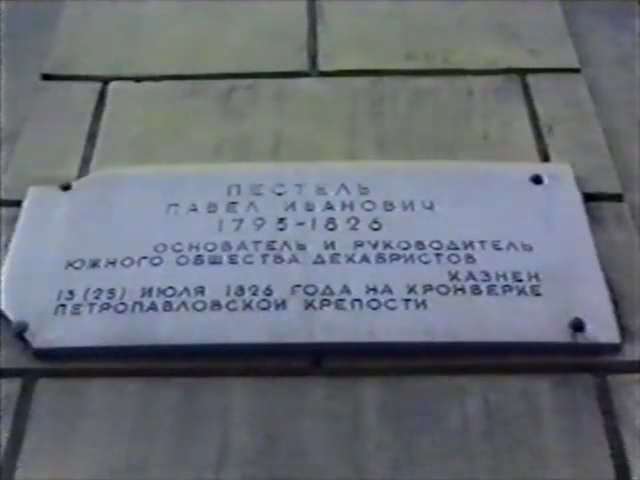 ПЕСТЕЛЬ
ПАВЕЛ ИВАНОВИЧ
1793-1826
ОСНОВАТЕЛЬ И РУКОВОДИТЕЛЬ
ЮЖНОГО ОБЩЕСТВА ДЕКАБРИСТОВ
КАЗНЕН
13 (25) ИЮЛЯ 1826 ГОДА НА КРОНВЕРКЕ
ПЕТРОПАВЛОВСКОЙ КРЕПОСТИ